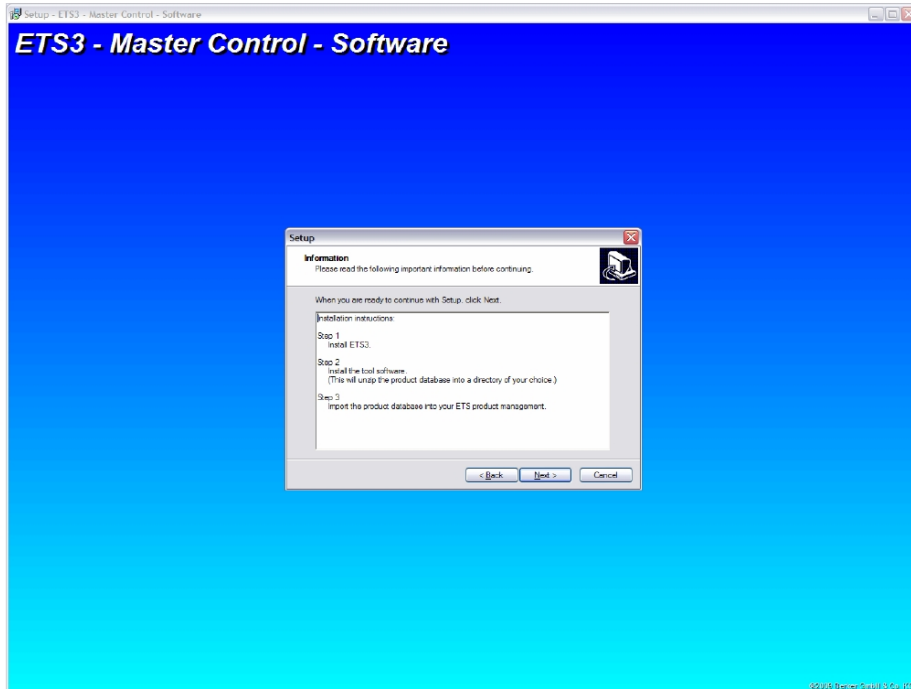 Setup - ETS3 - Master Control - Software
ETS3 - Master Control - Software
Setup
Information
Please read the following important information before continuing.
When you are ready to continue with Setup, click Next.
Installation instructions:
Step 1
Install ETS3.
Step 2
Install the tool software.
(This will unzip the product database into a directory of your choice.)
Step 3
Import the product database into your ETS product management.
< Back
Next >
Cancel